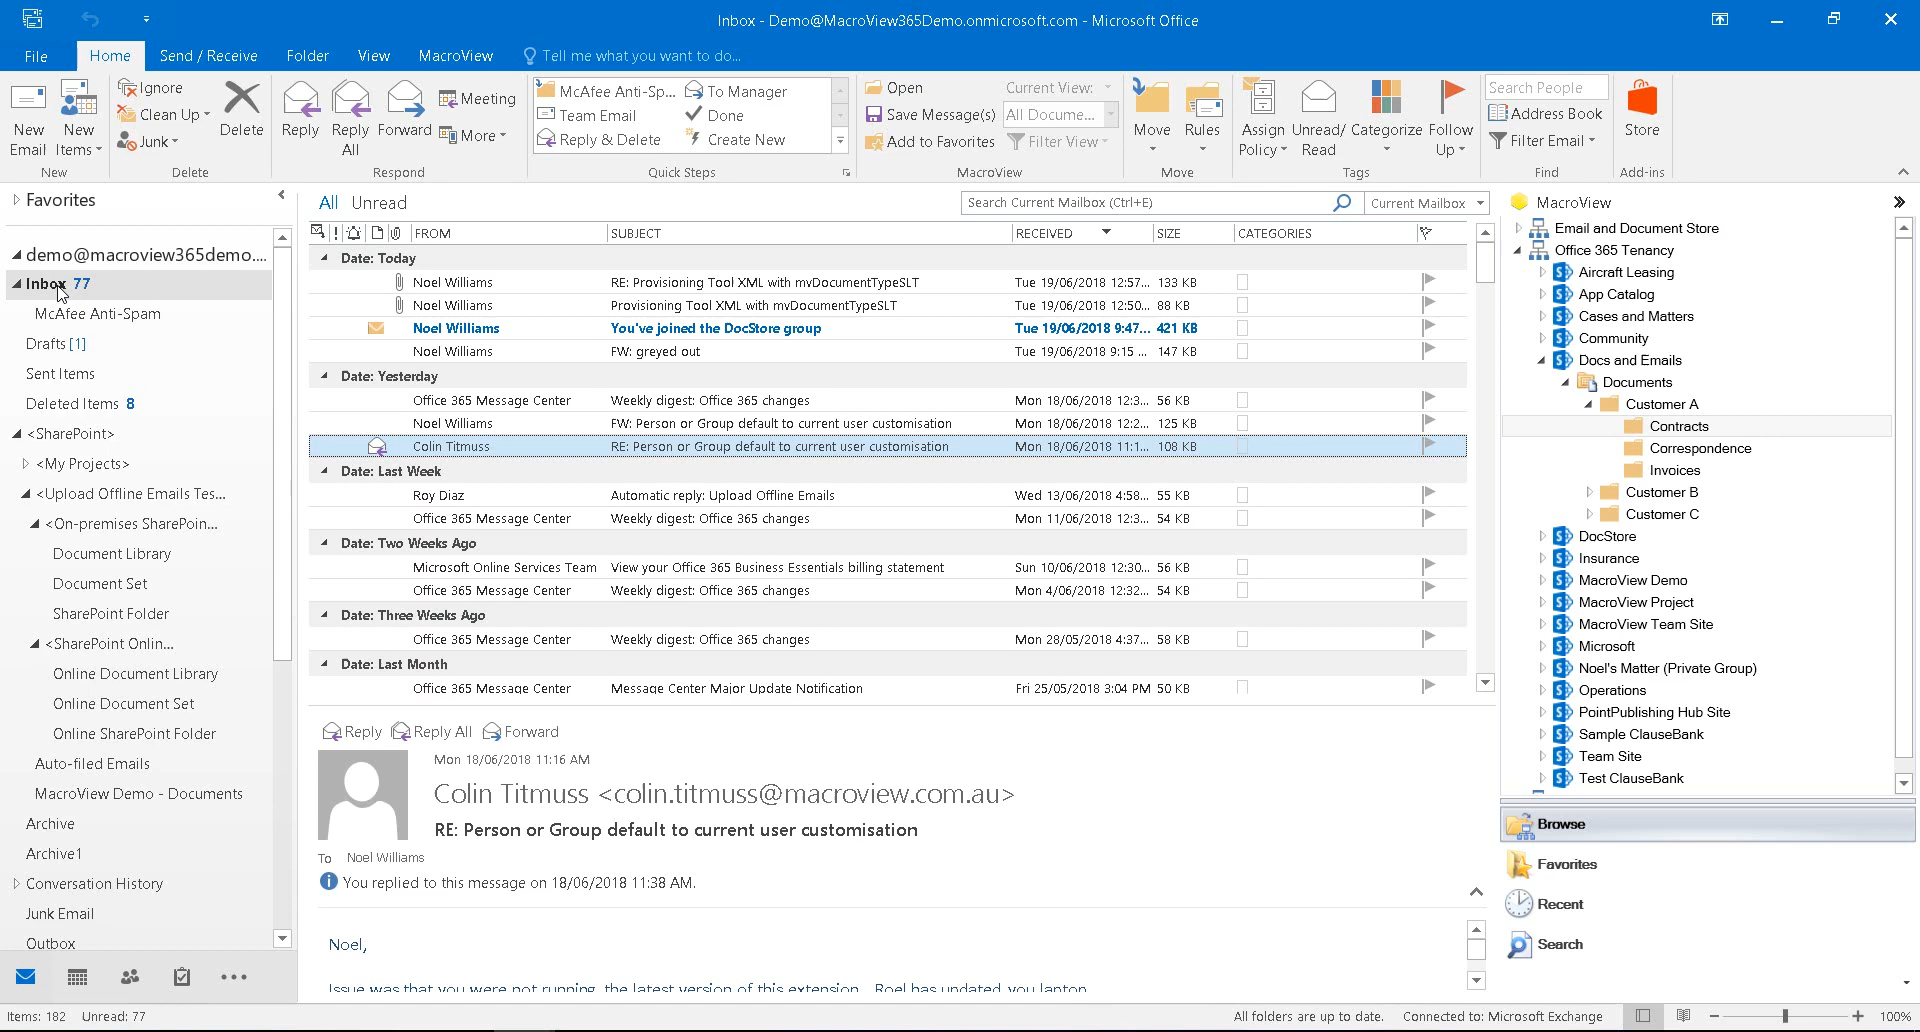 Inbox - Demo@MacroView365Demo.onmicrosoft.com - Microsoft Office
File Home Send / Receive Folder View MacroView Tell me what you want to do...
New Email
New Items
Ignore
Clean Up
Junk
Delete
Reply
Reply All
Forward
Meeting
More
McAfee Anti-Sp...
Team Email
Reply & Delete
To Manager
Done
Create New
Open
Save Message(s)
Add to Favorites
Current View:
All Docume...
Filter View
Move
Rules
Assign Policy
Unread/ Read
Categorize
Follow Up
Search People
Address Book
Filter Email
Store
New Delete Respond Quick Steps MacroView Move Tags Find Add-ins
Favorites
demo@macroview365demo....
Inbox 77
McAfee Anti-Spam
Drafts [1]
Sent Items
Deleted Items 8
<SharePoint>
<My Projects>
<Upload Offline Emails Tes...
<On-premises SharePoin...
Document Library
Document Set
SharePoint Folder
<SharePoint Onlin...
Online Document Library
Online Document Set
Online SharePoint Folder
Auto-filed Emails
MacroView Demo - Documents
Archive
Archive1
Conversation History
Junk Email
Outbox
All Unread
Search Current Mailbox (Ctrl+E) Current Mailbox
! FROM SUBJECT RECEIVED SIZE CATEGORIES
Date: Today
Noel Williams RE: Provisioning Tool XML with mvDocumentTypeSLT Tue 19/06/2018 12:57... 133 KB
Noel Williams Provisioning Tool XML with mvDocumentTypeSLT Tue 19/06/2018 12:50... 88 KB
Noel Williams You've joined the DocStore group Tue 19/06/2018 9:47... 421 KB
Noel Williams FW: greyed out Tue 19/06/2018 9:15 ... 147 KB
Date: Yesterday
Office 365 Message Center Weekly digest: Office 365 changes Mon 18/06/2018 12:3... 56 KB
Noel Williams FW: Person or Group default to current user customisation Mon 18/06/2018 12:2... 125 KB
Colin Titmuss RE: Person or Group default to current user customisation Mon 18/06/2018 11:1... 108 KB
Date: Last Week
Roy Diaz Automatic reply: Upload Offline Emails Wed 13/06/2018 4:58... 55 KB
Office 365 Message Center Weekly digest: Office 365 changes Mon 11/06/2018 12:3... 54 KB
Date: Two Weeks Ago
Microsoft Online Services Team View your Office 365 Business Essentials billing statement Sun 10/06/2018 12:30... 56 KB
Office 365 Message Center Weekly digest: Office 365 changes Mon 4/06/2018 12:32... 54 KB
Date: Three Weeks Ago
Office 365 Message Center Weekly digest: Office 365 changes Mon 28/05/2018 4:37... 58 KB
Date: Last Month
Office 365 Message Center Message Center Major Update Notification Fri 25/05/2018 3:04 PM 50 KB
Reply Reply All Forward
Mon 18/06/2018 11:16 AM
Colin Titmuss <colin.titmuss@macroview.com.au>
RE: Person or Group default to current user customisation
To Noel Williams
You replied to this message on 18/06/2018 11:38 AM.
Noel,
Issue was that you were not running the latest version of this extension. Roel has updated you laptop
MacroView
Email and Document Store
Office 365 Tenancy
Aircraft Leasing
App Catalog
Cases and Matters
Community
Docs and Emails
Documents
Customer A
Contracts
Correspondence
Invoices
Customer B
Customer C
DocStore
Insurance
MacroView Demo
MacroView Project
MacroView Team Site
Microsoft
Noel's Matter (Private Group)
Operations
PointPublishing Hub Site
Sample ClauseBank
Team Site
Test ClauseBank
Browse
Favorites
Recent
Search
Items: 182 Unread: 77 All folders are up to date. Connected to: Microsoft Exchange 100%